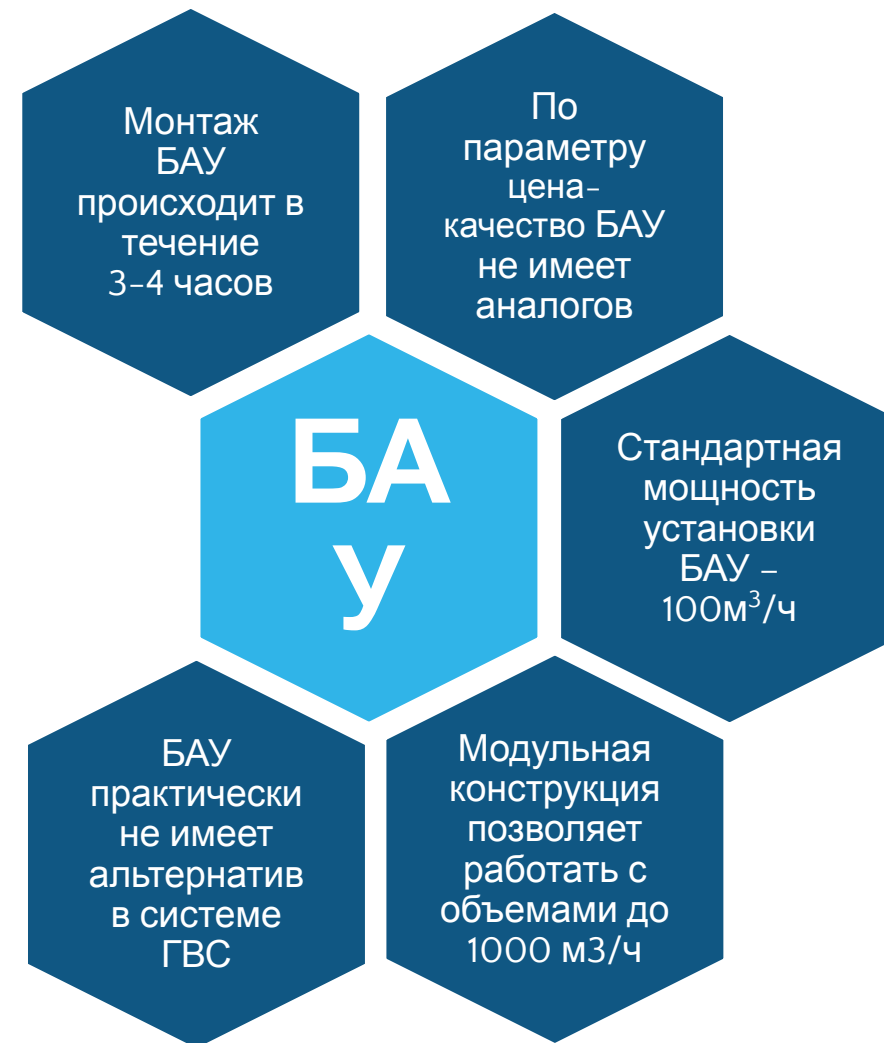 Монтаж
БАУ
происходит в
течение
3-4 часов
По
параметру
цена-
качество БАУ
не имеет
аналогов
БА
У
Стандартная
мощность
установки
БАУ –
100м³/ч
БАУ
практически
не имеет
альтернатив
в системе
ГВС
Модульная
конструкция
позволяет
работать с
объемами до
1000 м3/ч